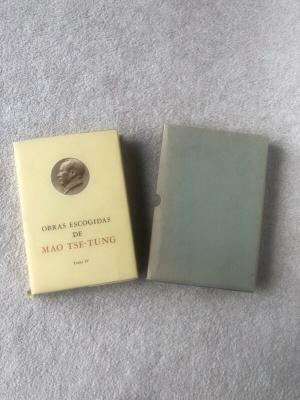 OBRAS ESCOGIDAS
DE
MAO TSE-TUNG
Tomo IV